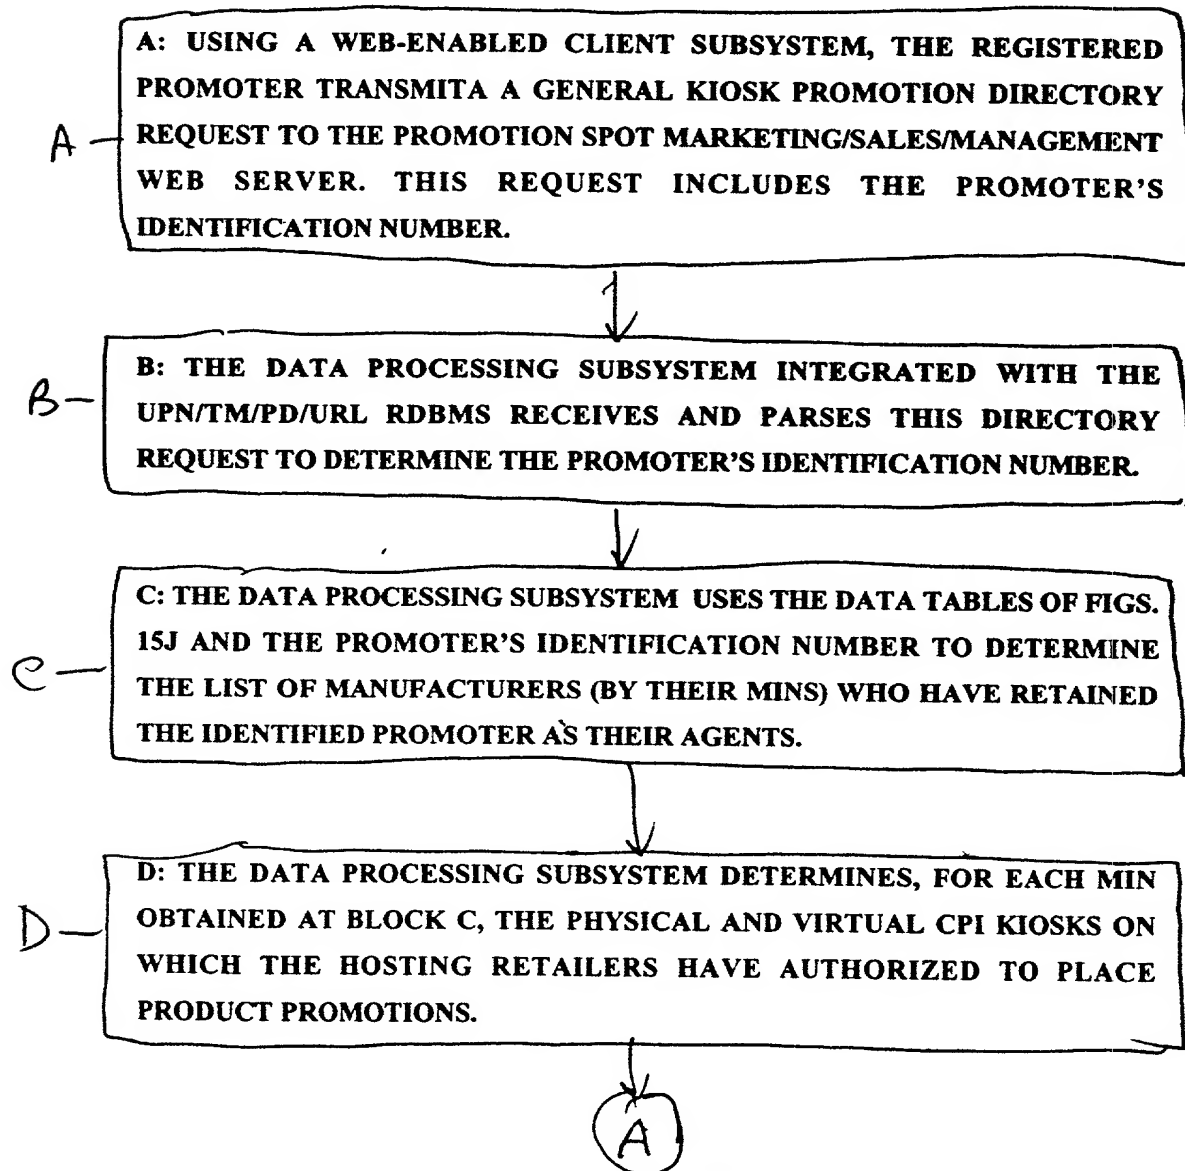 A: USING A WEB-ENABLED CLIENT SUBSYSTEM, THE REGISTERED
PROMOTER TRANSMITA A GENERAL KIOSK PROMOTION DIRECTORY
A
REQUEST TO THE PROMOTION SPOT MARKETING/SALES/MANAGEMENT
WEB SERVER. THIS REQUEST INCLUDES THE PROMOTER'S
IDENTIFICATION NUMBER.
B: THE DATA PROCESSING SUBSYSTEM INTEGRATED WITH THE
B
UPN/TM/PD/URL RDBMS RECEIVES AND PARSES THIS DIRECTORY
REQUEST TO DETERMINE THE PROMOTER'S IDENTIFICATION NUMBER.
C: THE DATA PROCESSING SUBSYSTEM USES THE DATA TABLES OF FIGS.
15J AND THE PROMOTER'S IDENTIFICATION NUMBER TO DETERMINE
C
THE LIST OF MANUFACTURERS (BY THEIR MINS) WHO HAVE RETAINED
THE IDENTIFIED PROMOTER AS THEIR AGENTS.
D: THE DATA PROCESSING SUBSYSTEM DETERMINES, FOR EACH MIN
D
OBTAINED AT BLOCK C, THE PHYSICAL AND VIRTUAL CPI KIOSKS ON
WHICH THE HOSTING RETAILERS HAVE AUTHORIZED TO PLACE
PRODUCT PROMOTIONS.
A